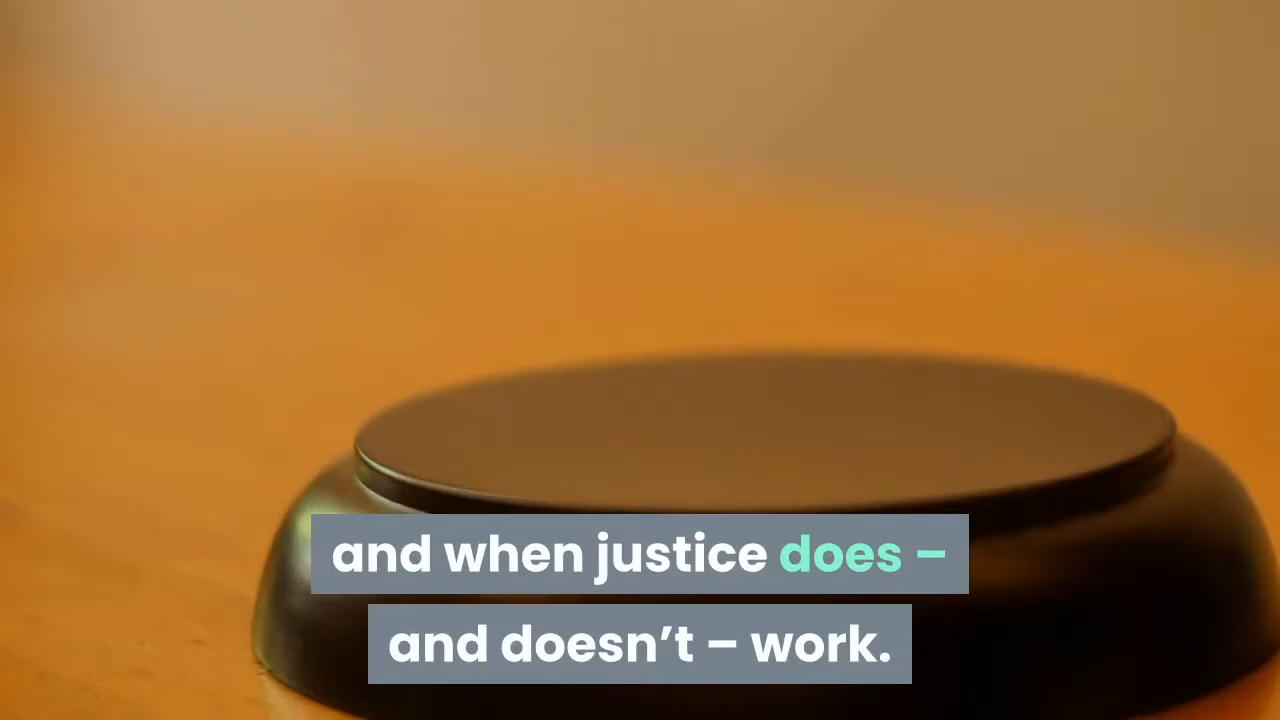 and when justice does –
and doesn’t – work.